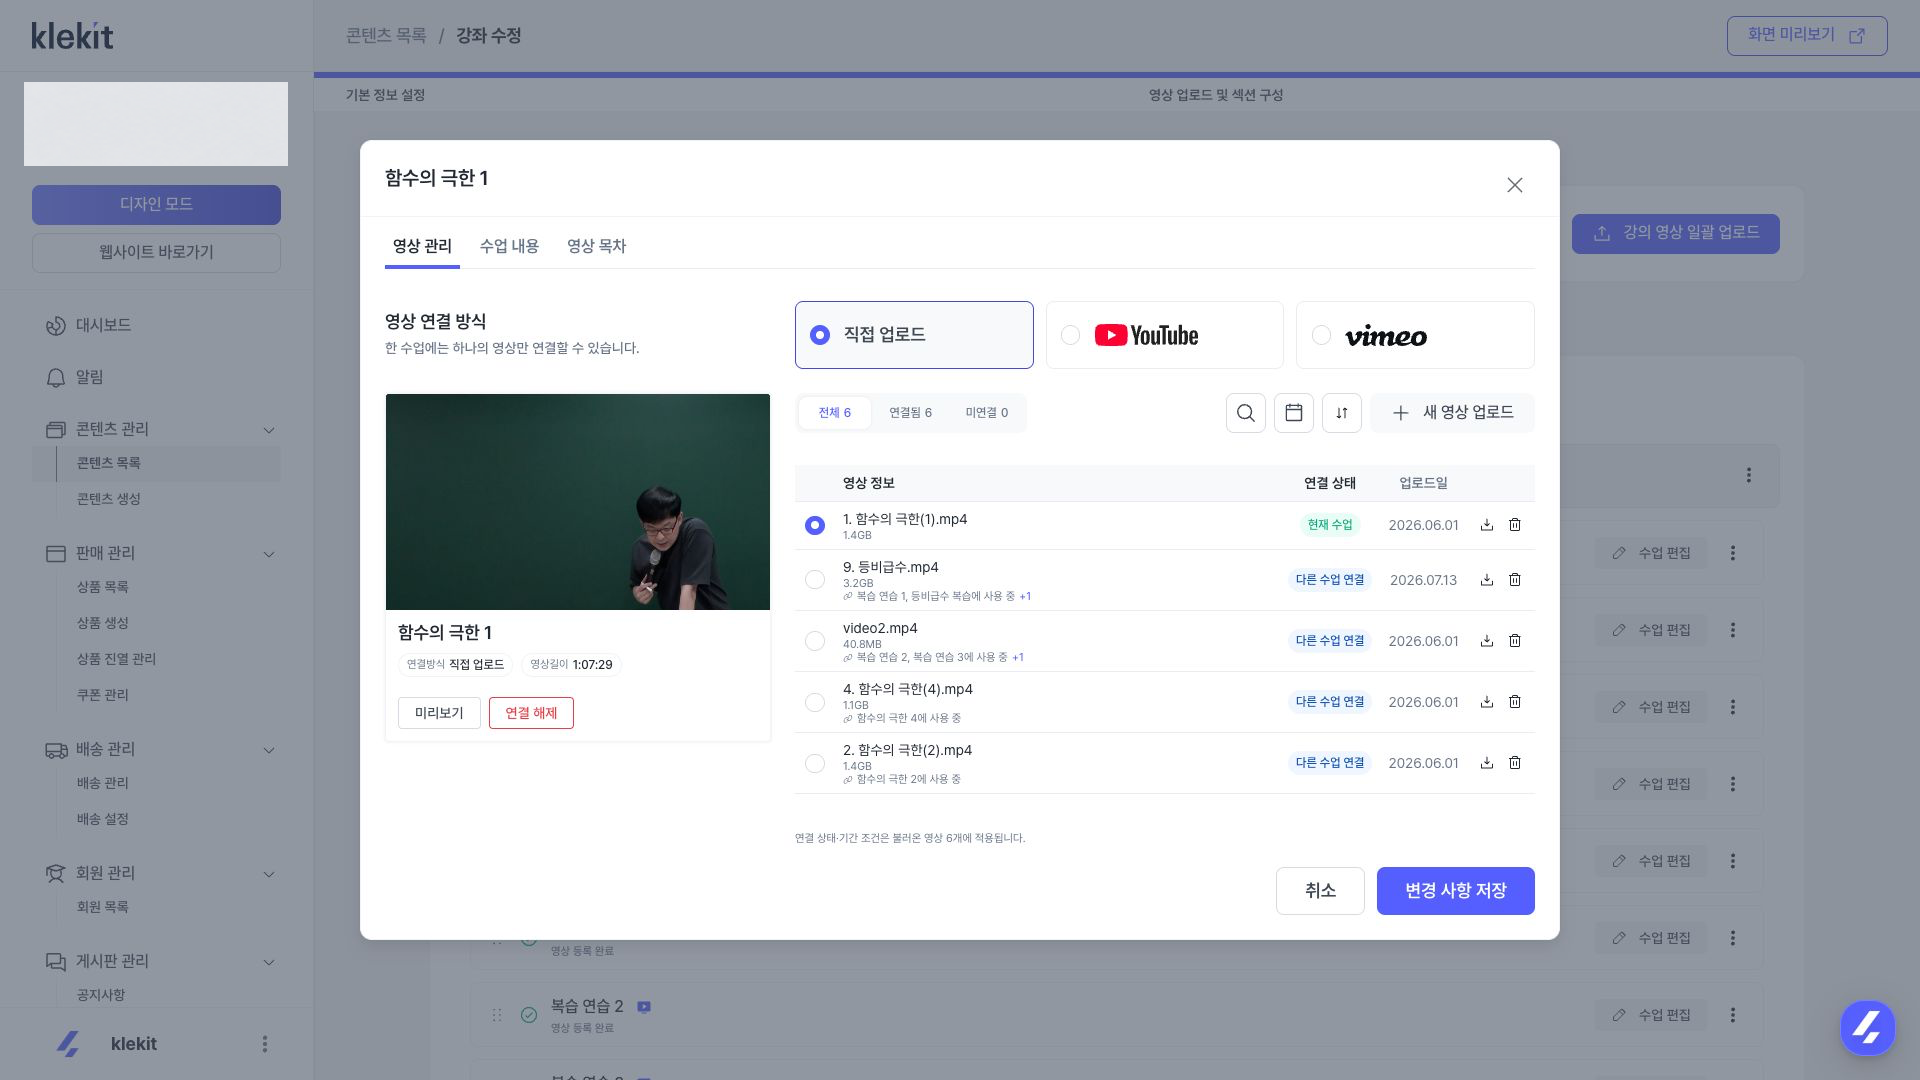 klekit
콘텐츠 목록 / 강좌 수정
화면 미리보기
기본 정보 설정
영상 업로드 및 섹션 구성
디자인 모드
웹사이트 바로가기
대시보드
알림
콘텐츠 관리
콘텐츠 목록
콘텐츠 생성
판매 관리
상품 목록
상품 생성
상품 진열 관리
쿠폰 관리
배송 관리
배송 관리
배송 설정
회원 관리
회원 목록
게시판 관리
공지사항
klekit
강의 영상 일괄 업로드
함수의 극한 1
영상 관리
수업 내용
영상 목차
영상 연결 방식
한 수업에는 하나의 영상만 연결할 수 있습니다.
직접 업로드
YouTube
vimeo
함수의 극한 1
연결방식 직접 업로드
영상길이 1:07:29
미리보기
연결 해제
전체 6
연결됨 6
미연결 0
새 영상 업로드
영상 정보
연결 상태
업로드일
1. 함수의 극한(1).mp4
1.4GB
현재 수업
2026.06.01
9. 등비급수.mp4
3.2GB
복습 연습 1, 등비급수 복습에 사용 중 +1
다른 수업 연결
2026.07.13
video2.mp4
40.8MB
복습 연습 2, 복습 연습 3에 사용 중 +1
다른 수업 연결
2026.06.01
4. 함수의 극한(4).mp4
1.1GB
함수의 극한 4에 사용 중
다른 수업 연결
2026.06.01
2. 함수의 극한(2).mp4
1.4GB
함수의 극한 2에 사용 중
다른 수업 연결
2026.06.01
연결 상태·기간 조건은 불러온 영상 6개에 적용됩니다.
취소
변경 사항 저장
수업 편집
수업 편집
수업 편집
수업 편집
수업 편집
영상 등록 완료
수업 편집
복습 연습 2
영상 등록 완료
수업 편집